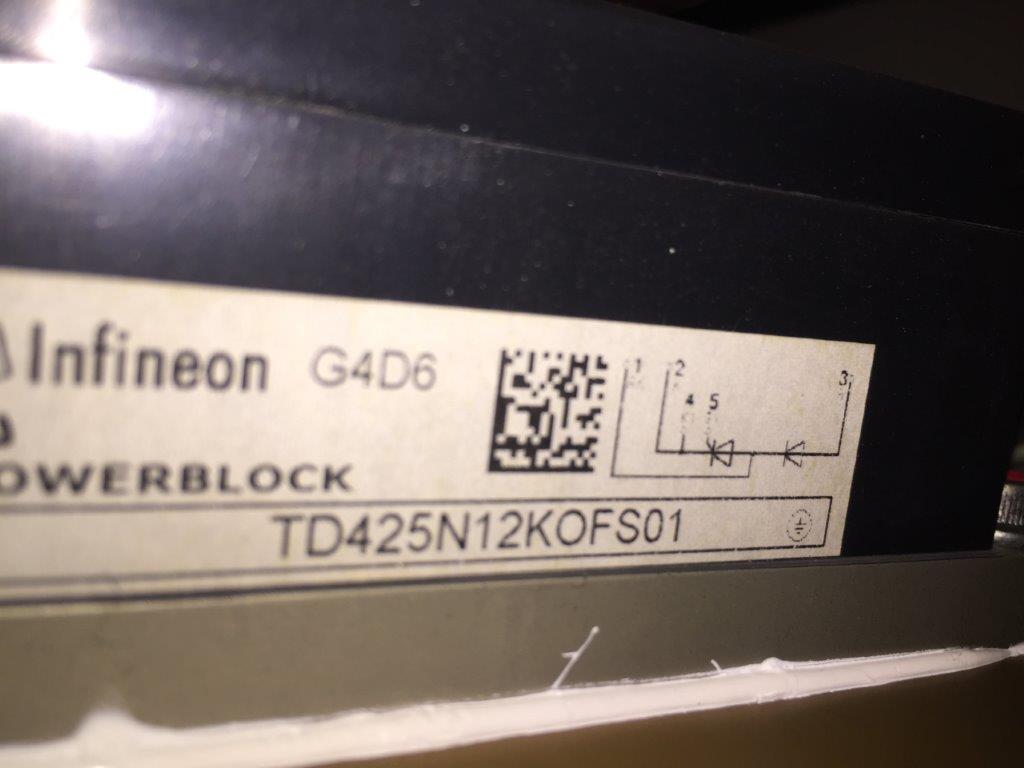 Infineon G4D6
OWERBLOCK
TD425N12KOFS01
1 2 3
4 5